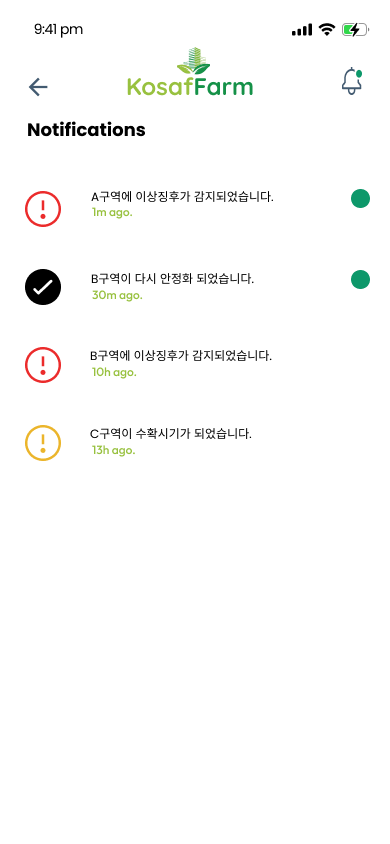 9:41 pm
KosafFarm
Notifications
A구역에 이상징후가 감지되었습니다.
1m ago.
B구역이 다시 안정화 되었습니다.
30m ago.
B구역에 이상징후가 감지되었습니다.
10h ago.
C구역이 수확시기가 되었습니다.
13h ago.